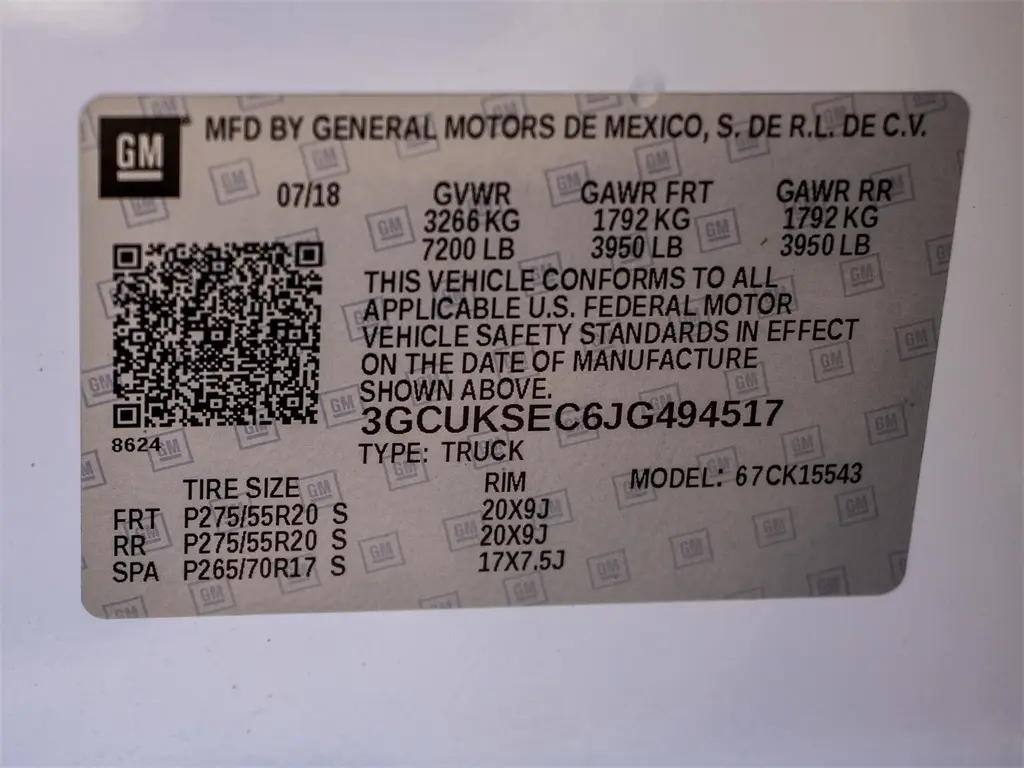 GM MFD BY GENERAL MOTORS DE MEXICO, S. DE R.L. DE C.V.
07/18 GVWR GAWR FRT GAWR RR
3266 KG 1792 KG 1792 KG
7200 LB 3950 LB 3950 LB
THIS VEHICLE CONFORMS TO ALL
APPLICABLE U.S. FEDERAL MOTOR
VEHICLE SAFETY STANDARDS IN EFFECT
ON THE DATE OF MANUFACTURE
SHOWN ABOVE.
3GCUKSEC6JG494517
8624
TYPE: TRUCK
TIRE SIZE RIM MODEL: 67CK15543
FRT P275/55R20 S 20X9J
RR P275/55R20 S 20X9J
SPA P265/70R17 S 17X7.5J